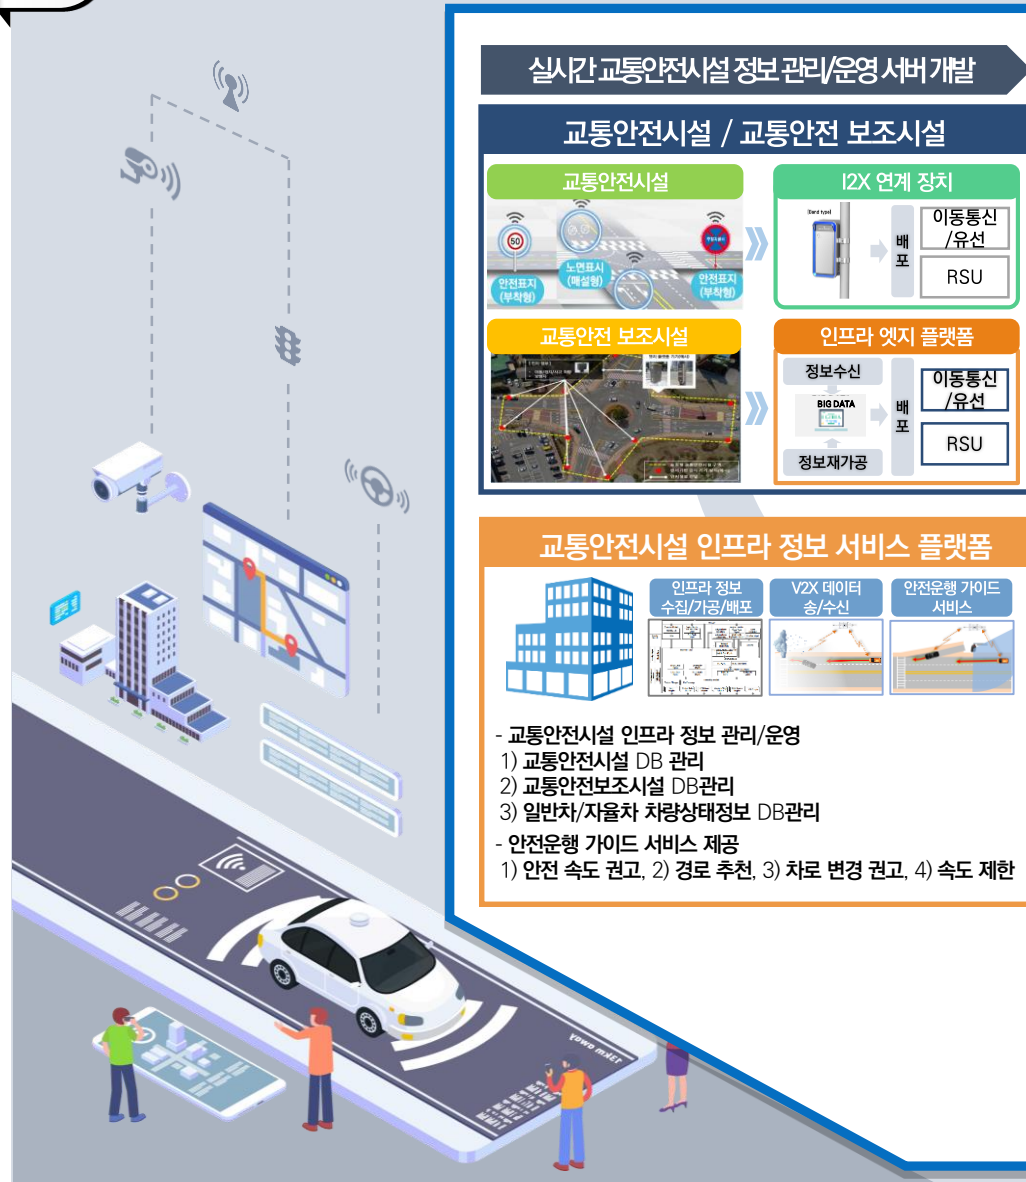 실시간 교통안전시설 정보 관리/운영 서버 개발
교통안전시설 / 교통안전 보조시설
교통안전시설
50
안전표지
(부착형)
노면표시
(매설형)
안전표지
(부착형)
I2X 연계 장치
[Band type]
배포
이동통신
/유선
RSU
교통안전 보조시설
인프라 엣지 플랫폼
정보수신
BIG DATA
정보재가공
배포
이동통신
/유선
RSU
교통안전시설 인프라 정보 서비스 플랫폼
인프라 정보
수집/가공/배포
V2X 데이터
송/수신
안전운행 가이드
서비스
- 교통안전시설 인프라 정보 관리/운영
1) 교통안전시설 DB 관리
2) 교통안전보조시설 DB관리
3) 일반차/자율차 차량상태정보 DB관리
- 안전운행 가이드 서비스 제공
1) 안전 속도 권고, 2) 경로 추천, 3) 차로 변경 권고, 4) 속도 제한
13km away